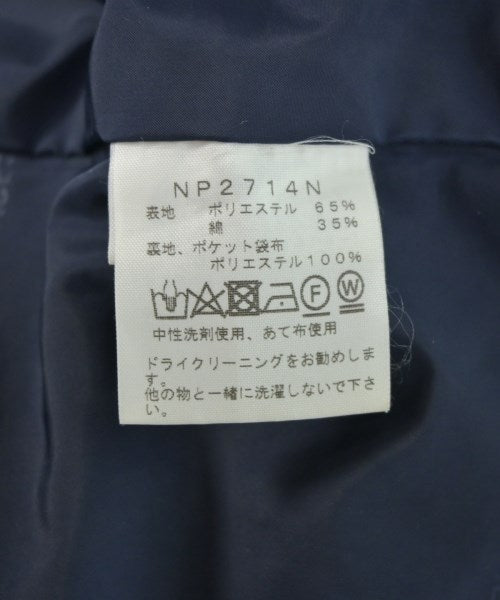 NP2714N
表地 ポリエステル 65%
綿 35%
裏地、ポケット袋布
ポリエステル100%
F W
中性洗剤使用、あて布使用
ドライクリーニングをお勧めしま
す。
他の物と一緒に洗濯しないで下さ
い。